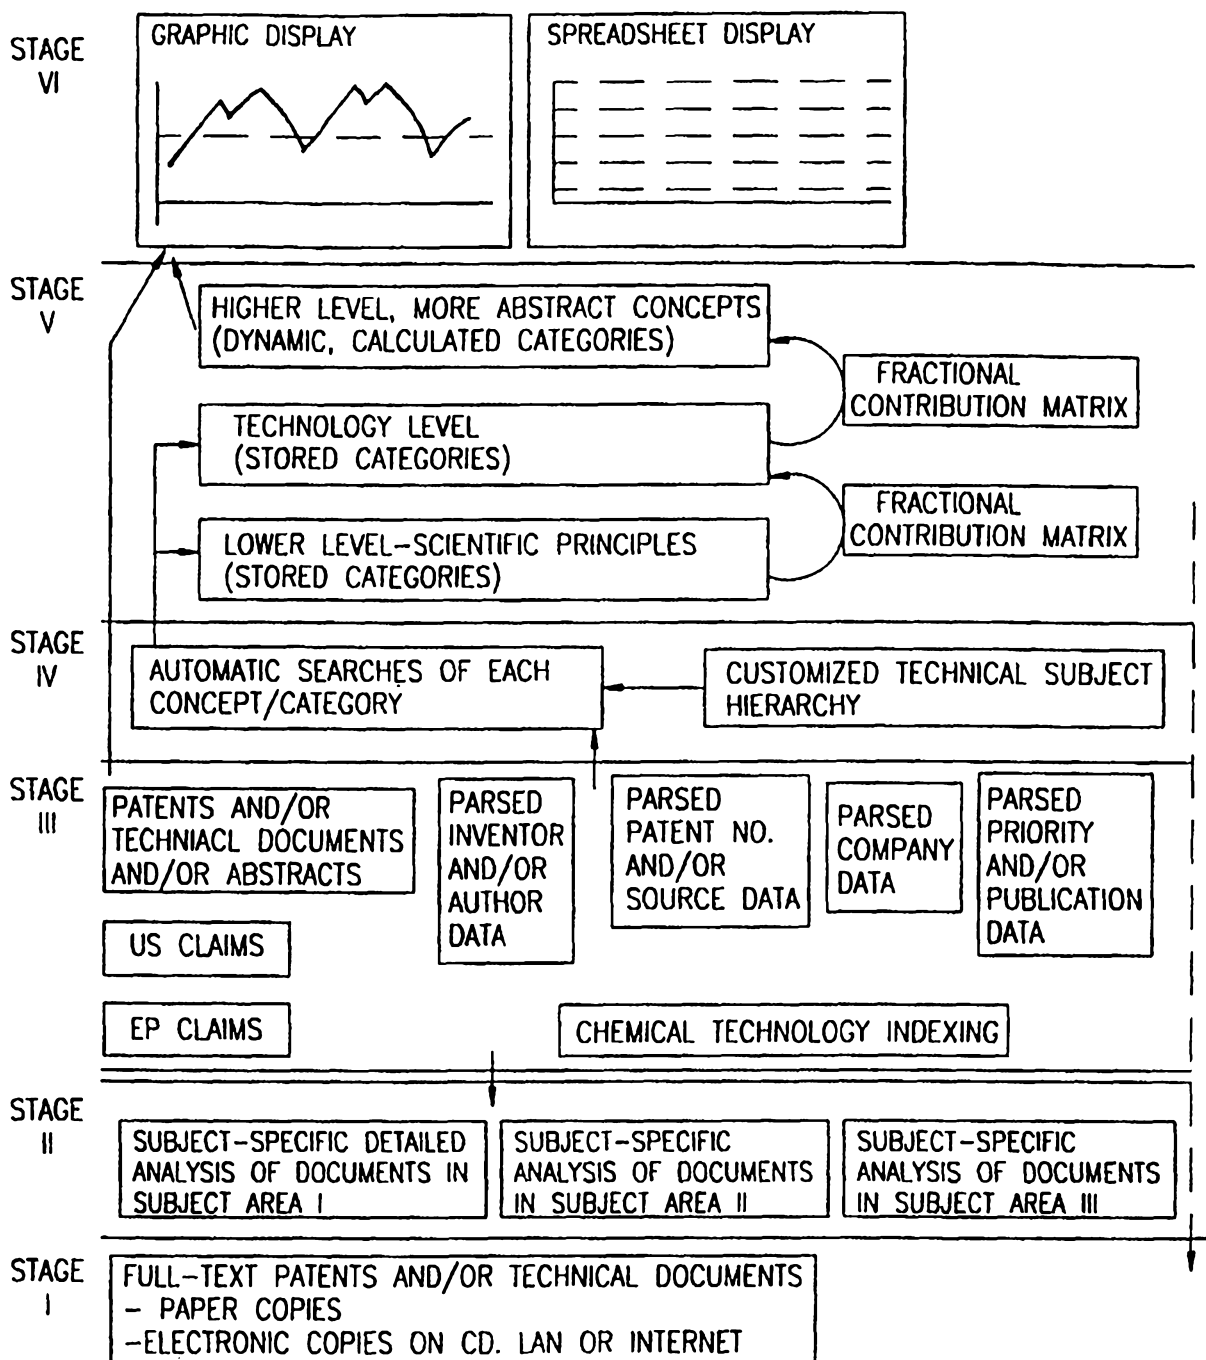 STAGE
VI
GRAPHIC DISPLAY
SPREADSHEET DISPLAY
STAGE
V
HIGHER LEVEL, MORE ABSTRACT CONCEPTS
(DYNAMIC, CALCULATED CATEGORIES)
FRACTIONAL
CONTRIBUTION MATRIX
TECHNOLOGY LEVEL
(STORED CATEGORIES)
FRACTIONAL
CONTRIBUTION MATRIX
LOWER LEVEL-SCIENTIFIC PRINCIPLES
(STORED CATEGORIES)
STAGE
IV
AUTOMATIC SEARCHES OF EACH
CONCEPT/CATEGORY
CUSTOMIZED TECHNICAL SUBJECT
HIERARCHY
STAGE
III
PATENTS AND/OR
TECHNIACL DOCUMENTS
AND/OR ABSTRACTS
PARSED
INVENTOR
AND/OR
AUTHOR
DATA
PARSED
PATENT NO.
AND/OR
SOURCE DATA
PARSED
COMPANY
DATA
PARSED
PRIORITY
AND/OR
PUBLICATION
DATA
US CLAIMS
EP CLAIMS
CHEMICAL TECHNOLOGY INDEXING
STAGE
II
SUBJECT-SPECIFIC DETAILED
ANALYSIS OF DOCUMENTS IN
SUBJECT AREA I
SUBJECT-SPECIFIC
ANALYSIS OF DOCUMENTS
IN SUBJECT AREA II
SUBJECT-SPECIFIC
ANALYSIS OF DOCUMENTS
IN SUBJECT AREA III
STAGE
I
FULL-TEXT PATENTS AND/OR TECHNICAL DOCUMENTS
- PAPER COPIES
-ELECTRONIC COPIES ON CD. LAN OR INTERNET